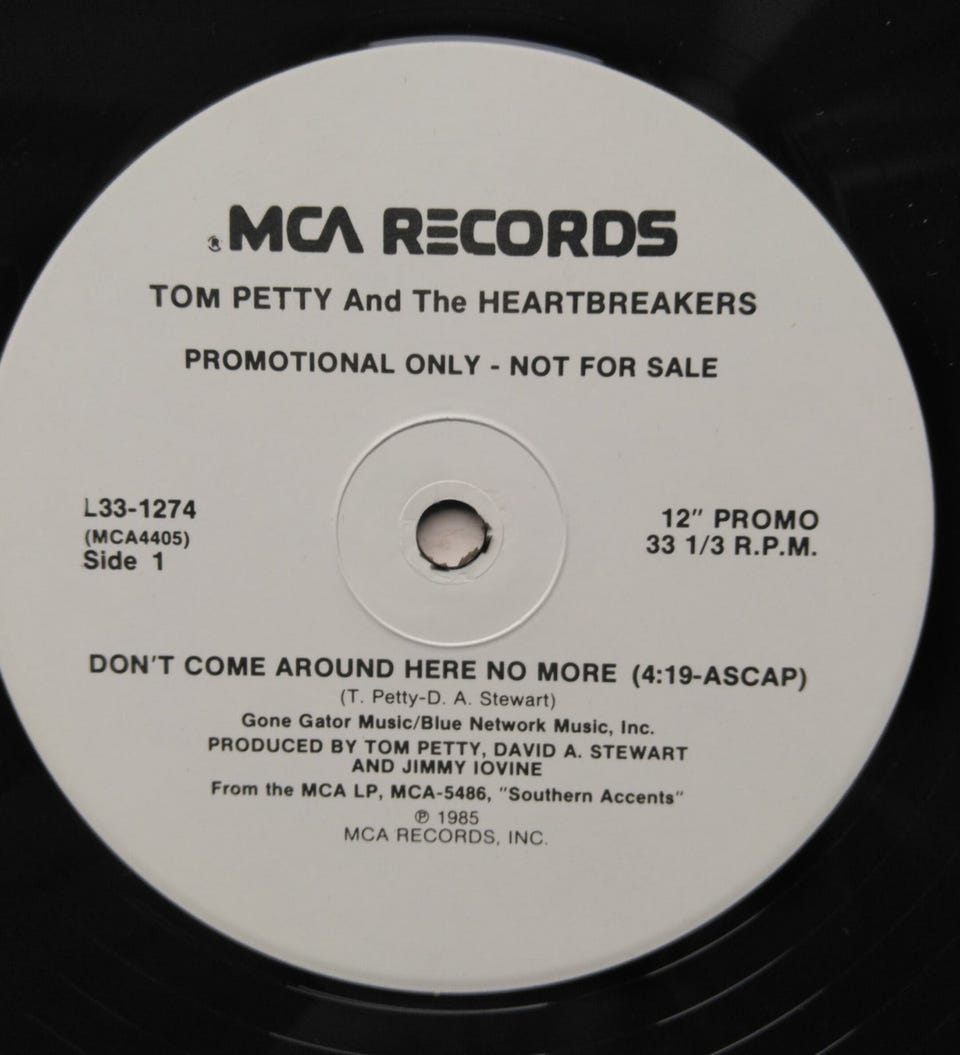 ® MCA RECORDS
TOM PETTY And The HEARTBREAKERS
PROMOTIONAL ONLY - NOT FOR SALE
L33-1274
(MCA4405)
Side 1
12" PROMO
33 1/3 R.P.M.
DON'T COME AROUND HERE NO MORE (4:19-ASCAP)
(T. Petty-D. A. Stewart)
Gone Gator Music/Blue Network Music, Inc.
PRODUCED BY TOM PETTY, DAVID A. STEWART
AND JIMMY IOVINE
From the MCA LP, MCA-5486, "Southern Accents"
℗ 1985
MCA RECORDS, INC.